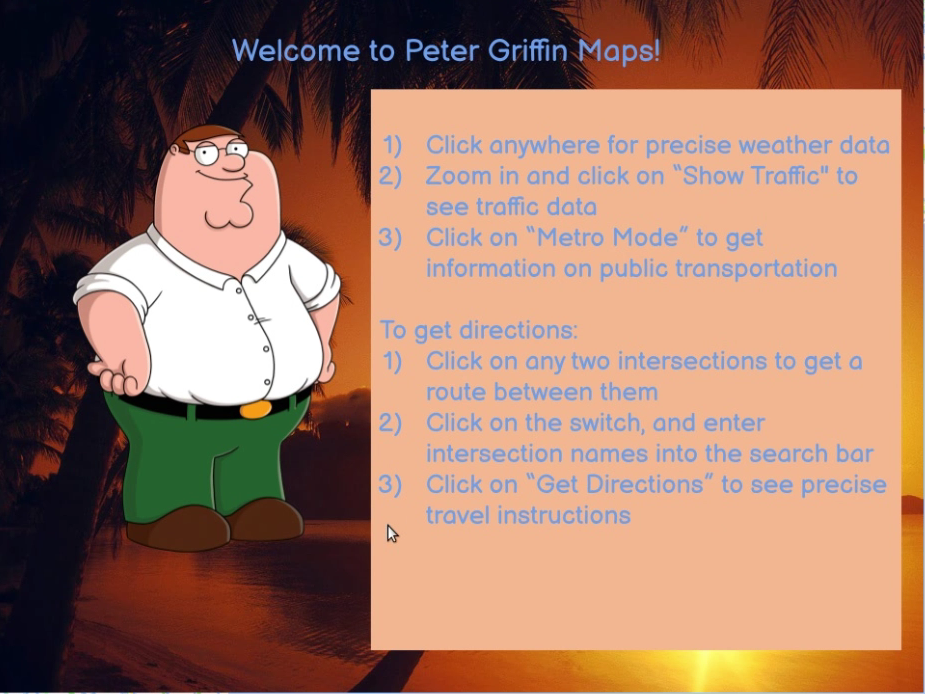 Welcome to Peter Griffin Maps!
1) Click anywhere for precise weather data
2) Zoom in and click on “Show Traffic" to
see traffic data
3) Click on “Metro Mode” to get
information on public transportation
To get directions:
1) Click on any two intersections to get a
route between them
2) Click on the switch, and enter
intersection names into the search bar
3) Click on “Get Directions” to see precise
travel instructions